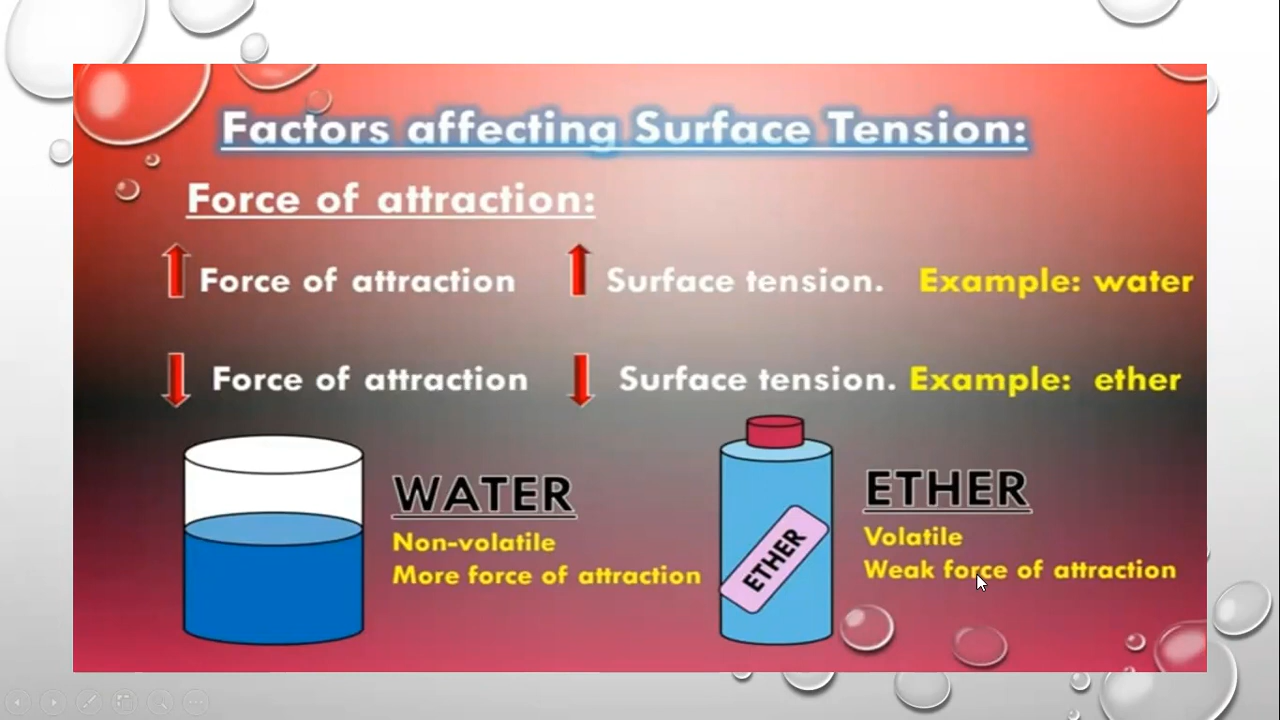 Factors affecting Surface Tension:
Force of attraction:
Force of attraction Surface tension. Example: water
Force of attraction Surface tension. Example: ether
WATER
Non-volatile
More force of attraction
ETHER
ETHER
Volatile
Weak force of attraction